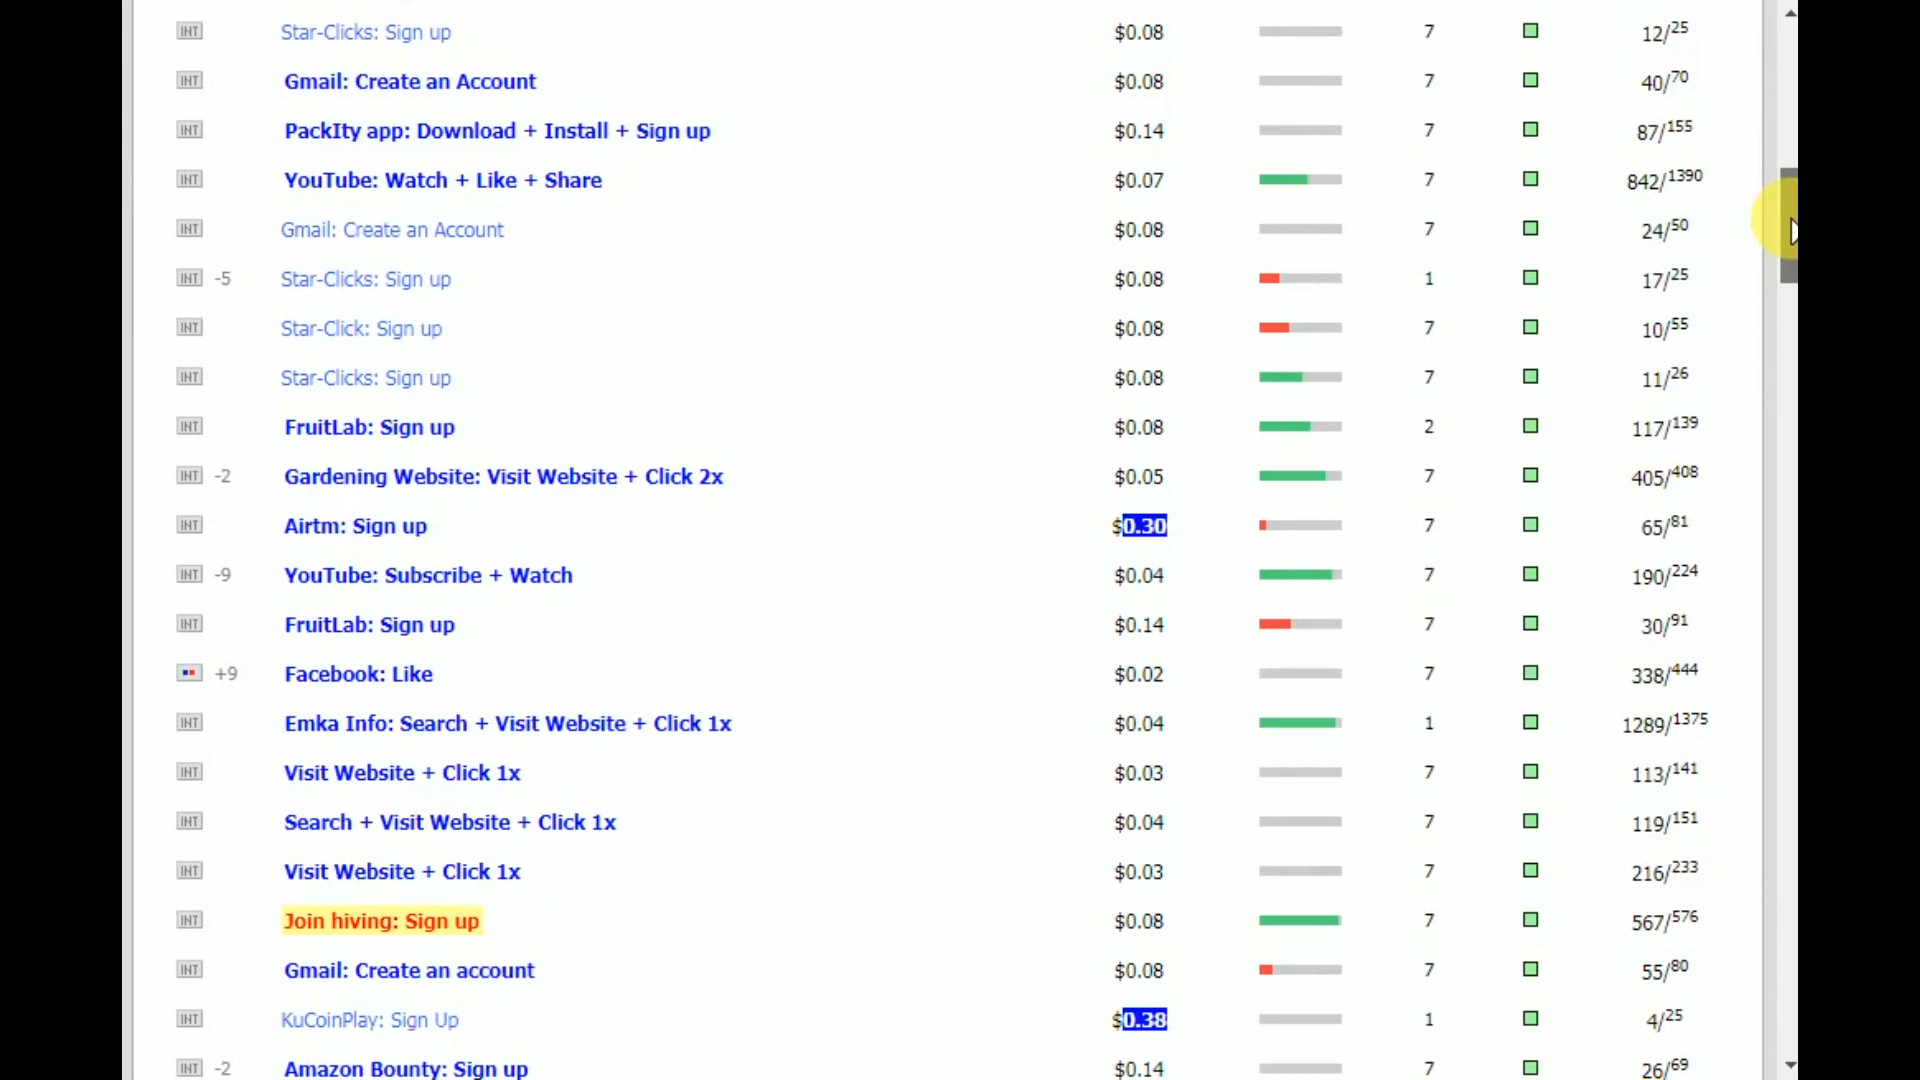 INT Star-Clicks: Sign up $0.08 7 12/25
INT Gmail: Create an Account $0.08 7 40/70
INT PackIty app: Download + Install + Sign up $0.14 7 87/155
INT YouTube: Watch + Like + Share $0.07 7 842/1390
INT Gmail: Create an Account $0.08 7 24/50
INT -5 Star-Clicks: Sign up $0.08 1 17/25
INT Star-Click: Sign up $0.08 7 10/55
INT Star-Clicks: Sign up $0.08 7 11/26
INT FruitLab: Sign up $0.08 2 117/139
INT -2 Gardening Website: Visit Website + Click 2x $0.05 7 405/408
INT Airtm: Sign up $0.30 7 65/81
INT -9 YouTube: Subscribe + Watch $0.04 7 190/224
INT FruitLab: Sign up $0.14 7 30/91
+9 Facebook: Like $0.02 7 338/444
INT Emka Info: Search + Visit Website + Click 1x $0.04 1 1289/1375
INT Visit Website + Click 1x $0.03 7 113/141
INT Search + Visit Website + Click 1x $0.04 7 119/151
INT Visit Website + Click 1x $0.03 7 216/233
INT Join hiving: Sign up $0.08 7 567/576
INT Gmail: Create an account $0.08 7 55/80
INT KuCoinPlay: Sign Up $0.38 1 4/25
INT -2 Amazon Bounty: Sign up $0.14 7 26/69